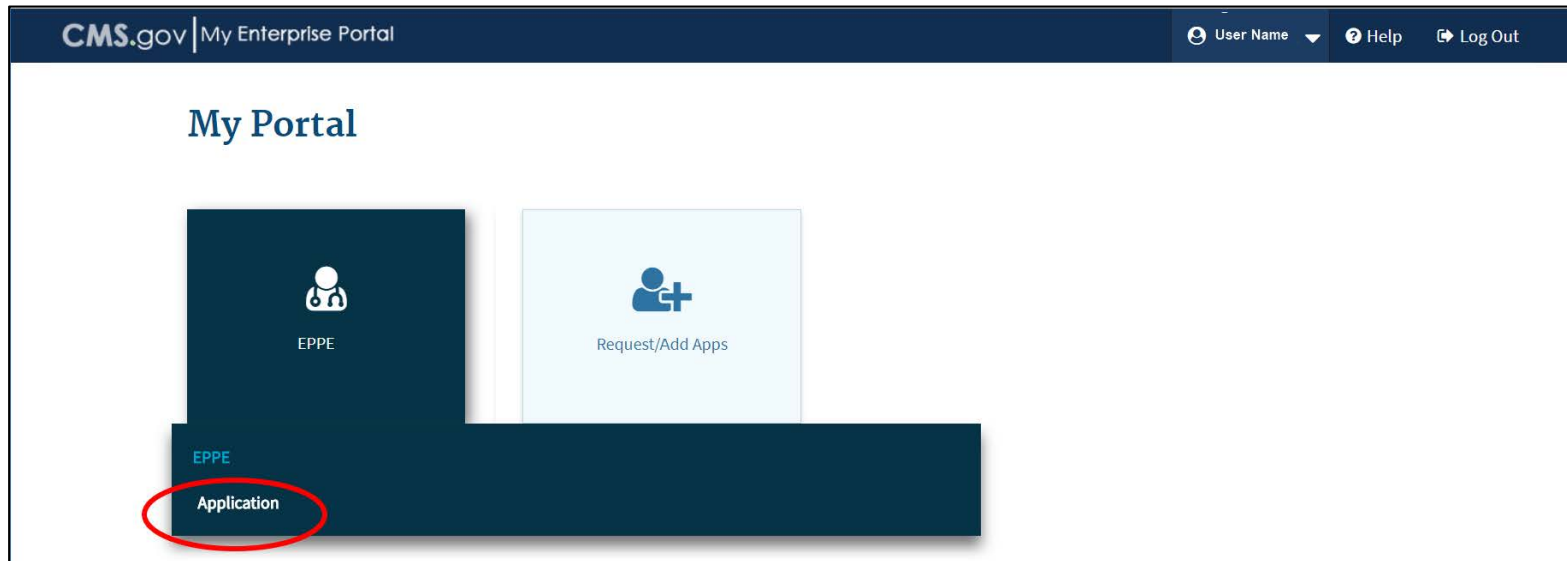 CMS.gov My Enterprise Portal User Name Help Log Out
My Portal
EPPE Request/Add Apps
EPPE
Application